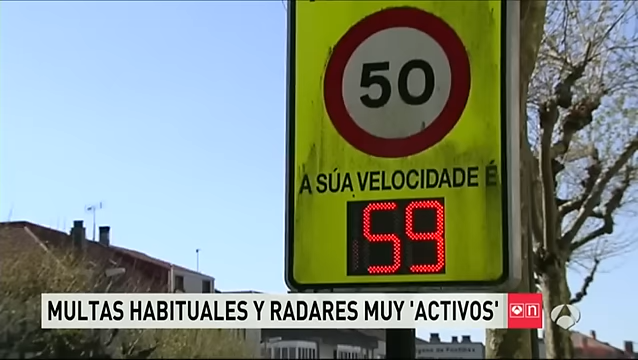 50
A SÚA VELOCIDADE É
59
MULTAS HABITUALES Y RADARES MUY 'ACTIVOS'
n